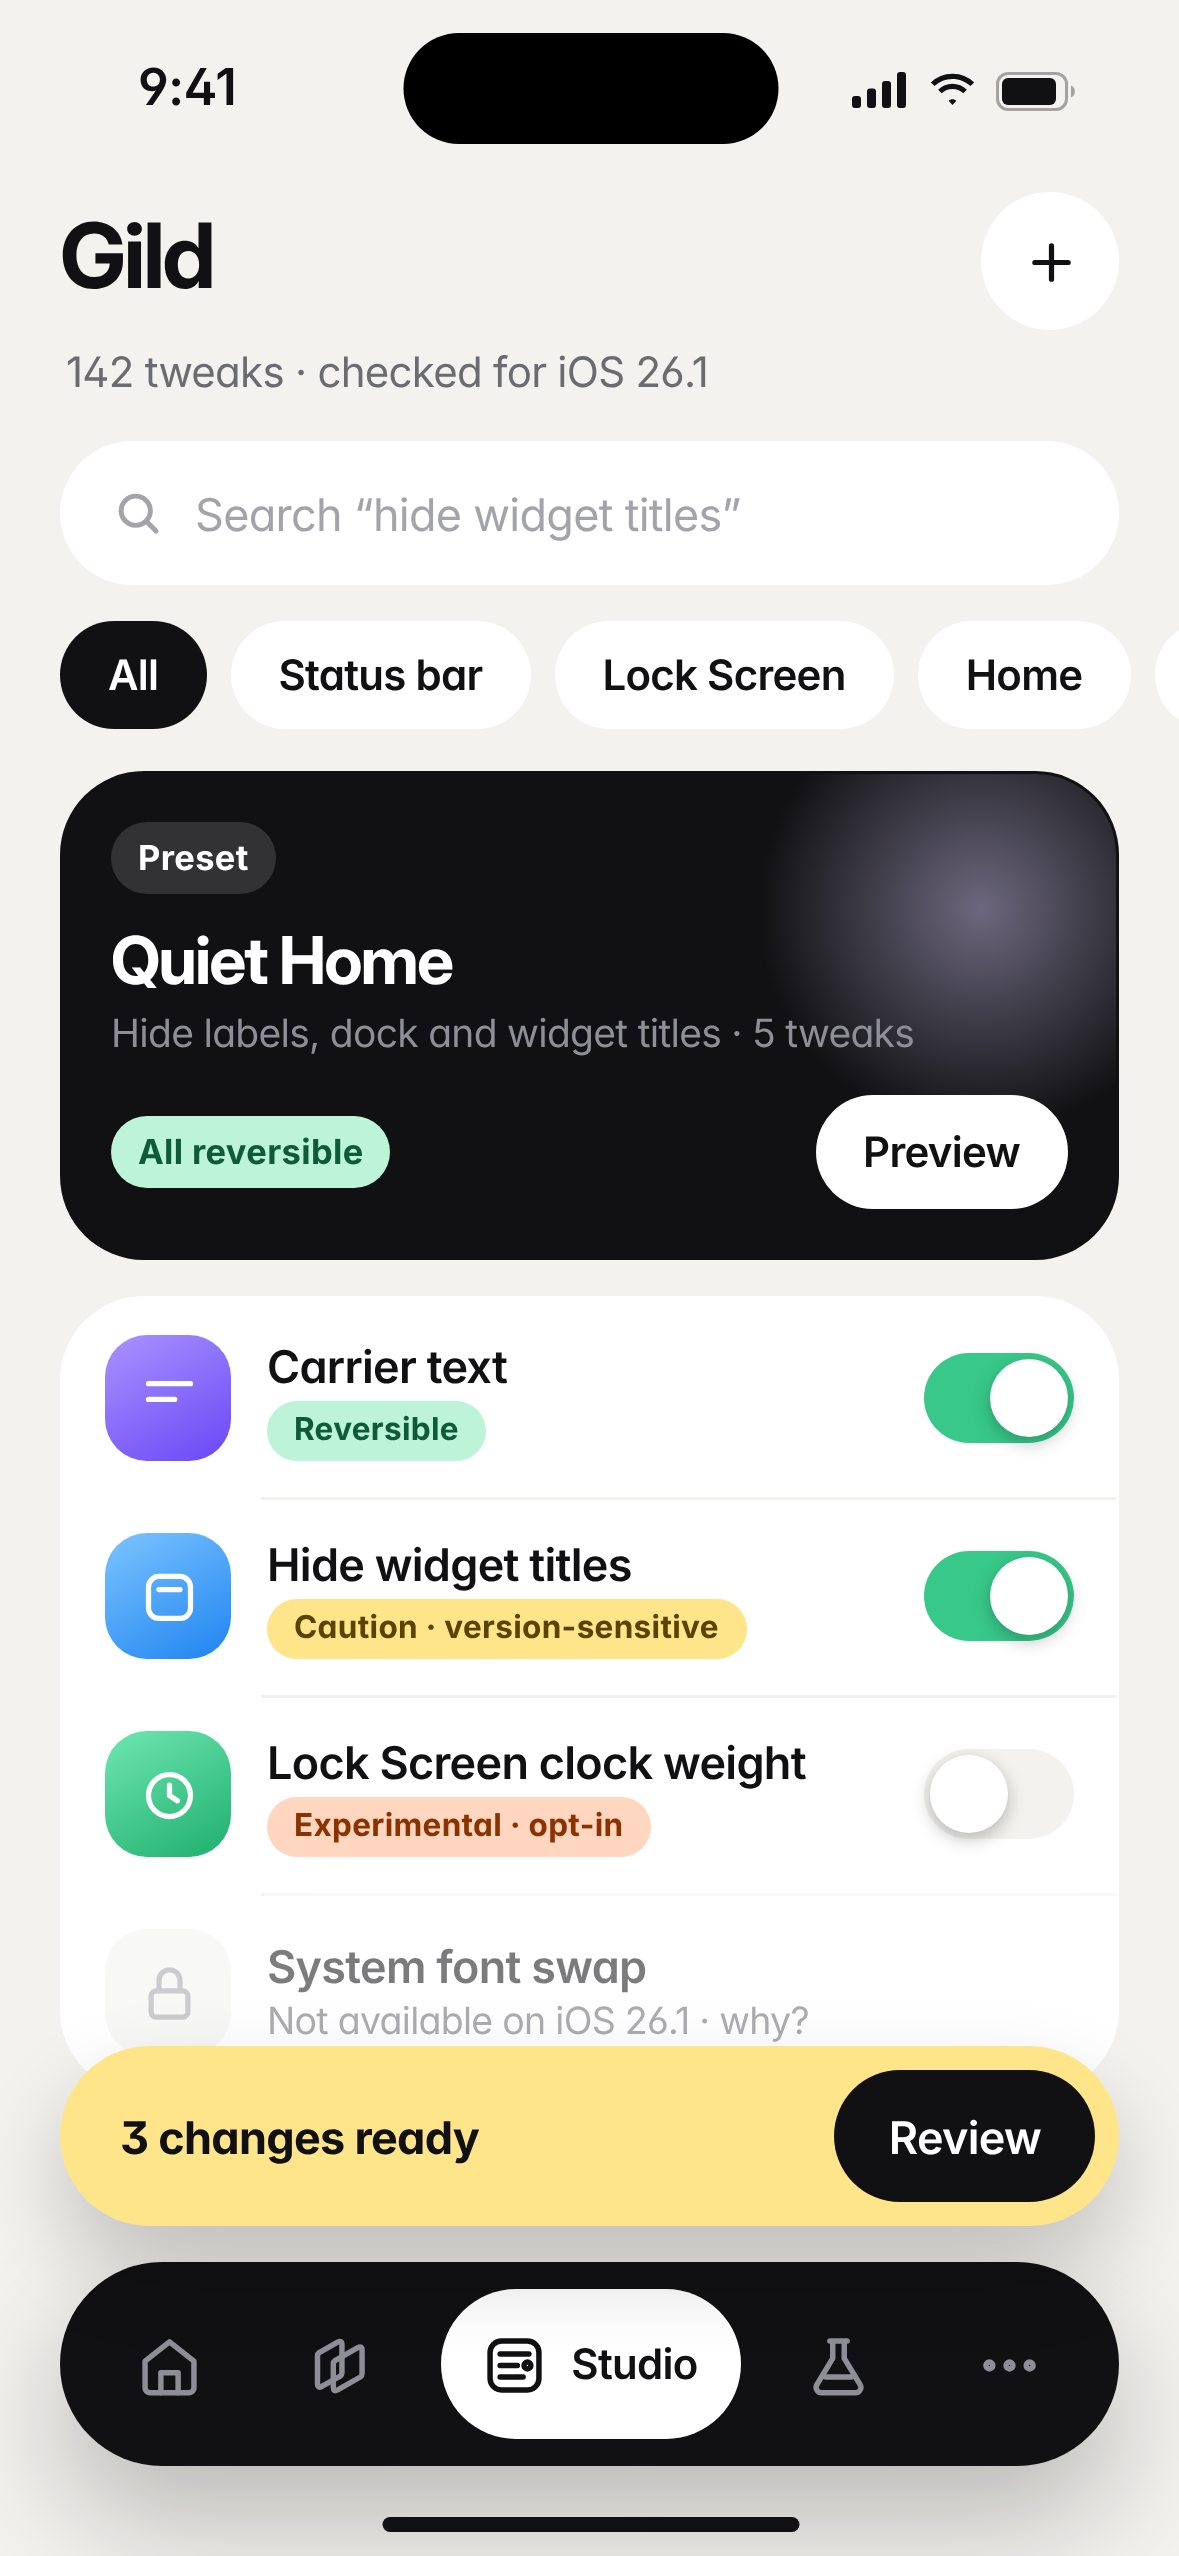 9:41
Gild
142 tweaks · checked for iOS 26.1
Search “hide widget titles”
All
Status bar
Lock Screen
Home
Preset
Quiet Home
Hide labels, dock and widget titles · 5 tweaks
All reversible
Preview
Carrier text
Reversible
Hide widget titles
Caution · version-sensitive
Lock Screen clock weight
Experimental · opt-in
System font swap
Not available on iOS 26.1 · why?
3 changes ready
Review
Studio